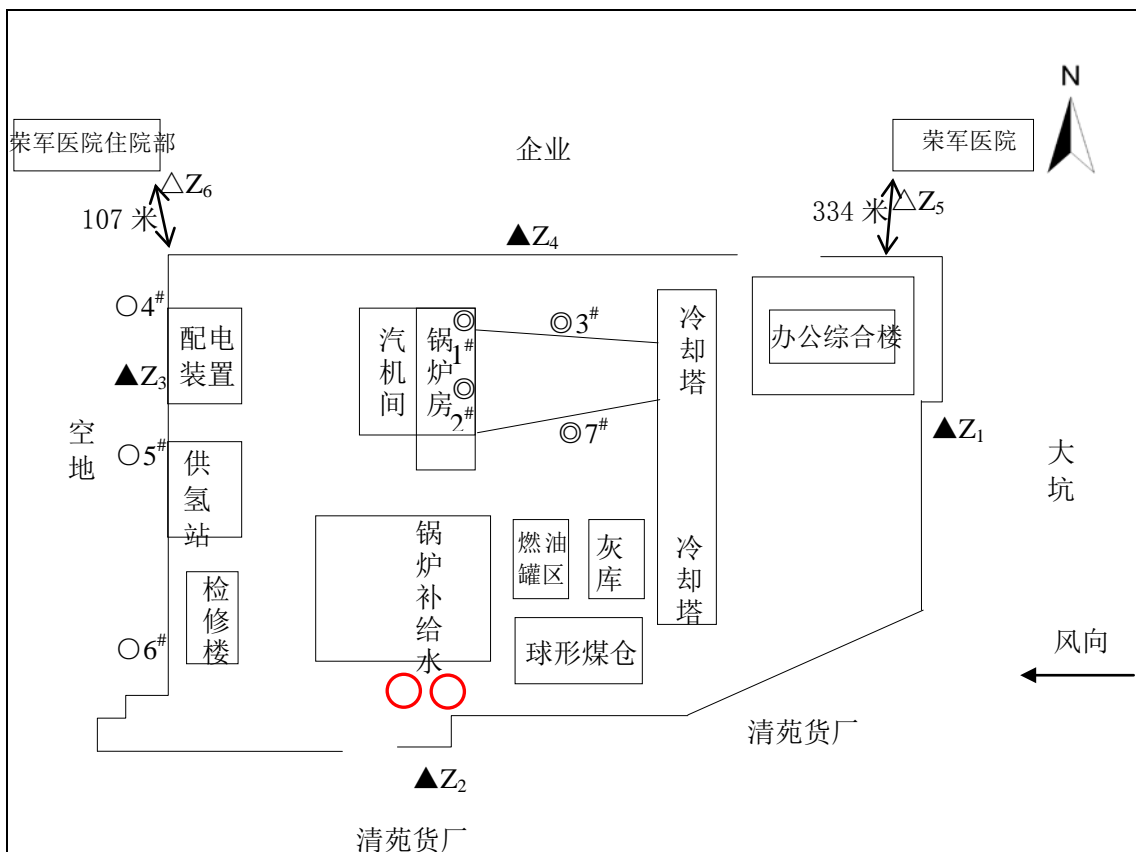 N
荣军医院住院部
企业
荣军医院
△Z₆
107 米
334 米
△Z₅
▲Z₄
○4#
◎3#
配电
装置
汽机间
锅炉房
◎1#
◎2#
冷却塔
办公综合楼
▲Z₃
◎7#
▲Z₁
空地
○5#
供氢站
大坑
锅炉补给水
燃油
罐区
灰库
冷却塔
检修楼
○6#
球形煤仓
风向
清苑货厂
▲Z₂
清苑货厂